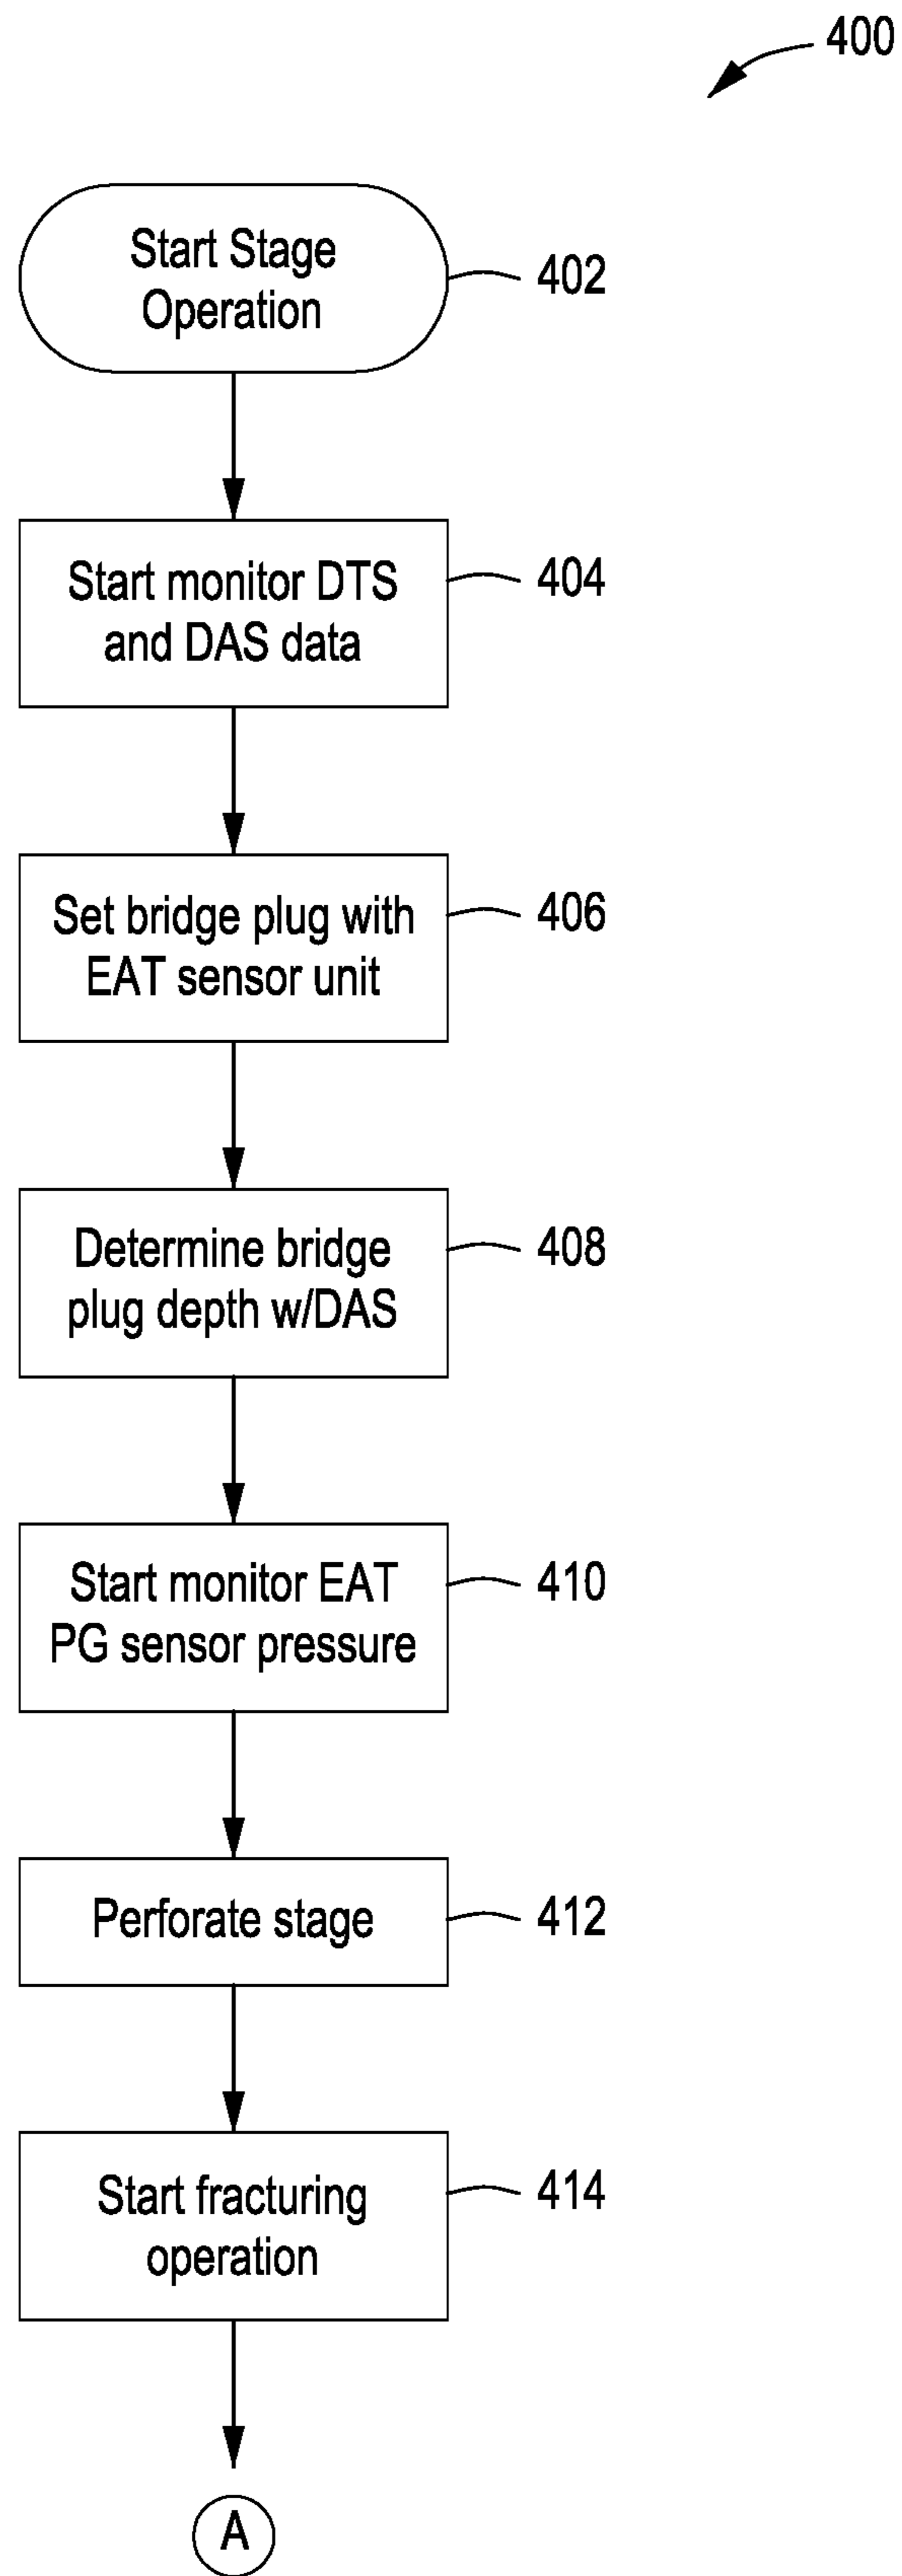 400
Start Stage
Operation
402
Start monitor DTS
and DAS data
404
Set bridge plug with
EAT sensor unit
406
Determine bridge
plug depth w/DAS
408
Start monitor EAT
PG sensor pressure
410
Perforate stage
412
Start fracturing
operation
414
A